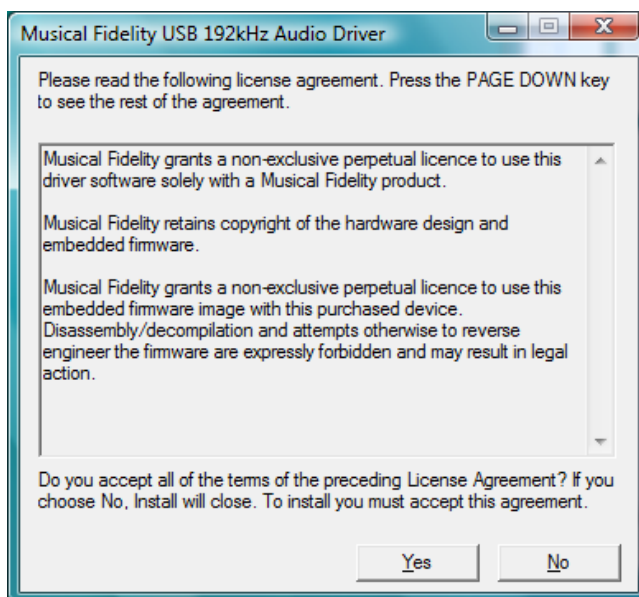 Musical Fidelity USB 192kHz Audio Driver
Please read the following license agreement. Press the PAGE DOWN key
to see the rest of the agreement.
Musical Fidelity grants a non-exclusive perpetual licence to use this
driver software solely with a Musical Fidelity product.
Musical Fidelity retains copyright of the hardware design and
embedded firmware.
Musical Fidelity grants a non-exclusive perpetual licence to use this
embedded firmware image with this purchased device.
Disassembly/decompilation and attempts otherwise to reverse
engineer the firmware are expressly forbidden and may result in legal
action.
Do you accept all of the terms of the preceding License Agreement? If you
choose No, Install will close. To install you must accept this agreement.
Yes
No